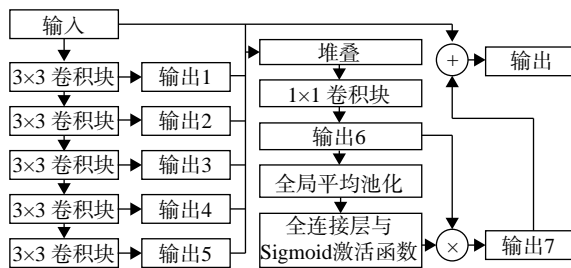 输入
3×3 卷积块
3×3 卷积块
3×3 卷积块
3×3 卷积块
3×3 卷积块
输出1
输出2
输出3
输出4
输出5
堆叠
1×1 卷积块
输出6
全局平均池化
全连接层与
Sigmoid激活函数
×
输出7
+
输出